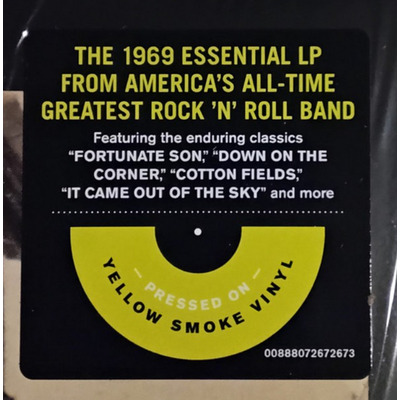 THE 1969 ESSENTIAL LP
FROM AMERICA'S ALL-TIME
GREATEST ROCK 'N' ROLL BAND
Featuring the enduring classics
“FORTUNATE SON,” “DOWN ON THE
CORNER,” “COTTON FIELDS,”
“IT CAME OUT OF THE SKY” and more
– PRESSED ON –
YELLOW SMOKE VINYL
00888072672673